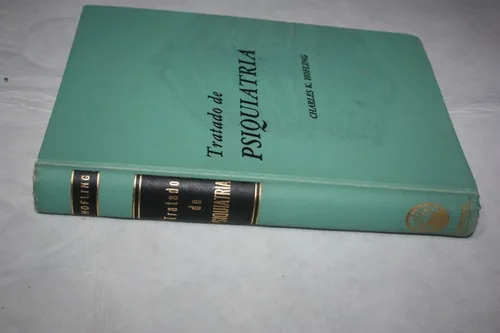 Tratado de
PSIQUIATRIA
CHARLES K. HOFLING
HOFLING
Tratado
de
PSIQUIATRIA